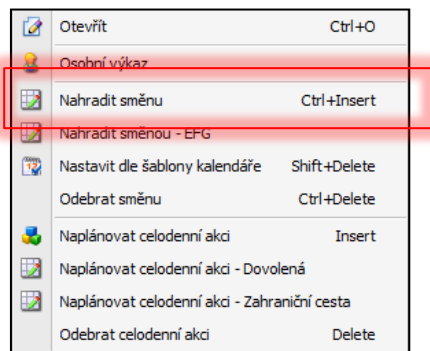 Otevřít Ctrl+O
Osobní výkaz
Nahradit směnu Ctrl+Insert
Nahradit směnou - EFG
Nastavit dle šablony kalendáře Shift+Delete
Odebrat směnu Ctrl+Delete
Naplánovat celodenní akci Insert
Naplánovat celodenní akci - Dovolená
Naplánovat celodenní akci - Zahraniční cesta
Odebrat celodenní akci Delete